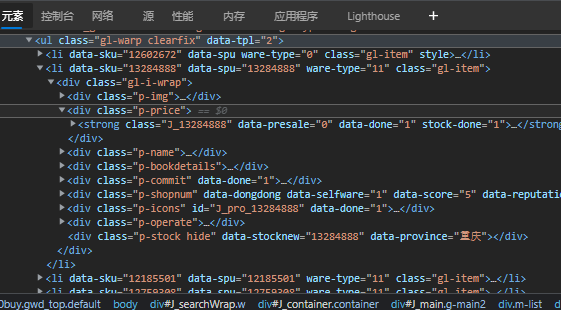 元素 控制台 网络 源 性能 内存 应用程序 Lighthouse +
▼<ul class="gl-warp clearfix" data-tpl="2">
▶<li data-sku="12602672" data-spu ware-type="0" class="gl-item" style>…</li>
▼<li data-sku="13284888" data-spu="13284888" ware-type="11" class="gl-item">
▼<div class="gl-i-wrap">
▶<div class="p-img">…</div>
▼<div class="p-price"> == $0
▶<strong class="J_13284888" data-presale="0" data-done="1" stock-done="1">…</strong
</div>
▶<div class="p-name">…</div>
▶<div class="p-bookdetails">…</div>
▶<div class="p-commit" data-done="1">…</div>
▶<div class="p-shopnum" data-dongdong data-selfware="1" data-score="5" data-reputati
▶<div class="p-icons" id="J_pro_13284888" data-done="1">…</div>
▶<div class="p-operate">…</div>
<div class="p-stock hide" data-stocknew="13284888" data-province="重庆"></div>
</div>
</li>
▶<li data-sku="12185501" data-spu="12185501" ware-type="11" class="gl-item">…</li>
0buy.gwd_top.default body div#J_searchWrap.w div#J_container.container div#J_main.g-main2 div.m-list d